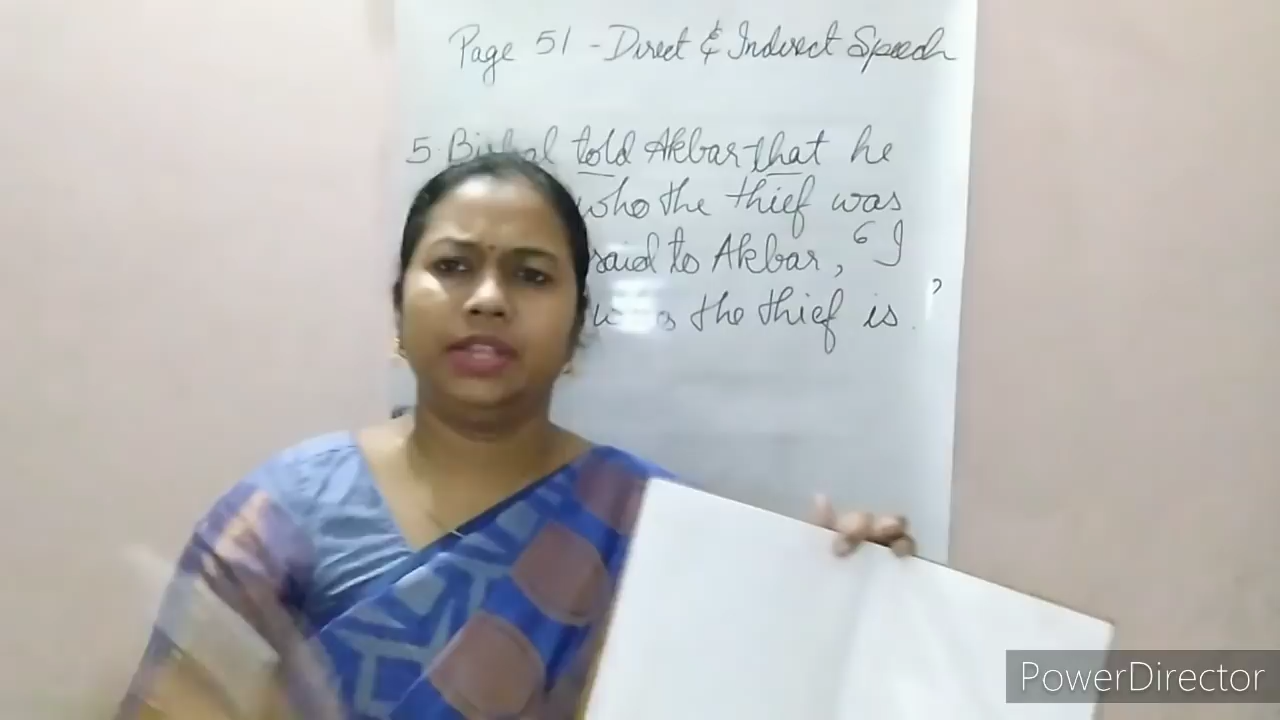 Page 51 - Direct & Indirect Speech
5. told Akbar that he
who the thief was
said to Akbar, ‘I
the thief is.’
PowerDirector